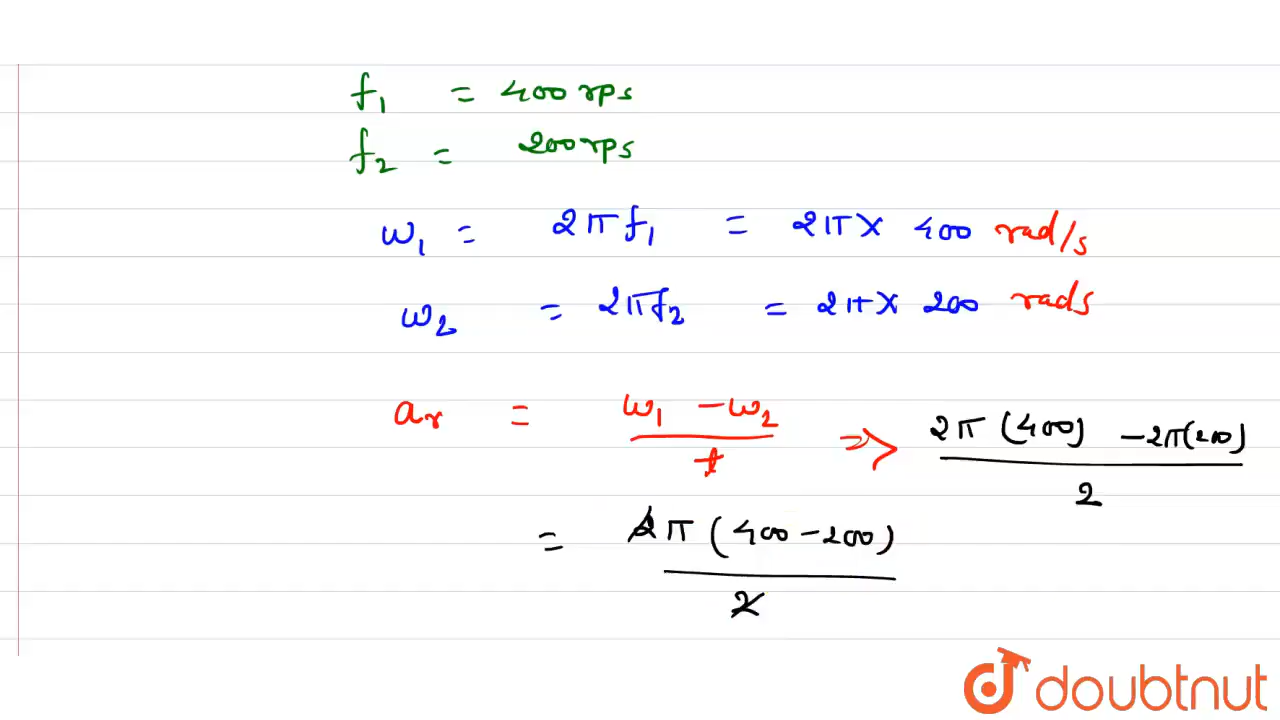 f₁ = 400 rps
f₂ = 200 rps
ω₁ = 2πf₁ = 2π× 400 rad/s
ω₂ = 2πf₂ = 2π× 200 rads
aᵣ = (ω₁ - ω₂)/t => (2π(400) - 2π(200))/2
= 2π(400 - 200)/2
doubtnut